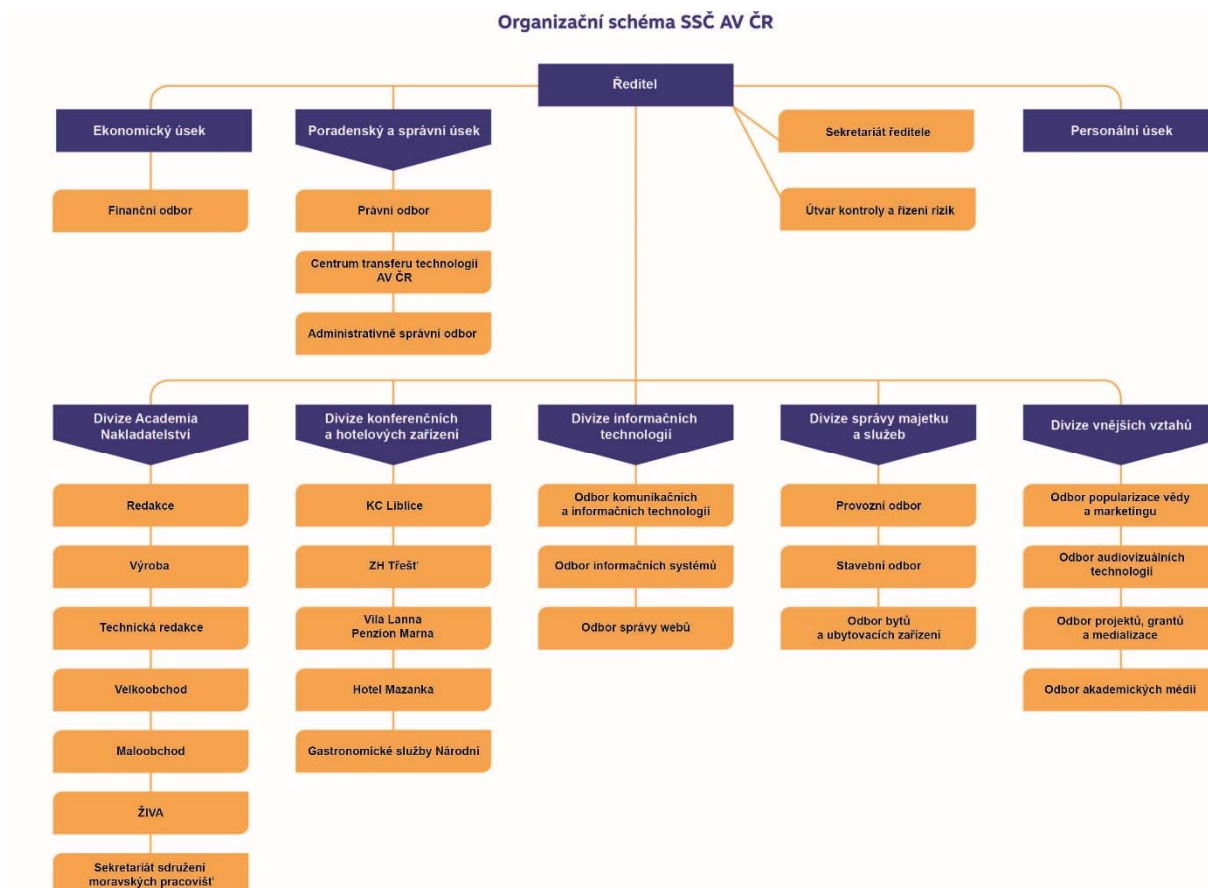 Organizační schéma SSČ AV ČR
Ředitel
Ekonomický úsek
Poradenský a správní úsek
Sekretariát ředitele
Personální úsek
Finanční odbor
Právní odbor
Útvar kontroly a řízení rizik
Centrum transferu technologií
AV ČR
Administrativně správní odbor
Divize Academia
Nakladatelství
Redakce
Výroba
Technická redakce
Velkoobchod
Maloobchod
ŽIVA
Sekretariát sdružení
moravských pracovišť
Divize konferenčních
a hotelových zařízení
KC Liblice
ZH Třešť
Vila Lanna
Penzion Marna
Hotel Mazanka
Gastronomické služby Národní
Divize informačních
technologií
Odbor komunikačních
a informačních technologií
Odbor informačních systémů
Odbor správy webů
Divize správy majetku
a služeb
Provozní odbor
Stavební odbor
Odbor bytů
a ubytovacích zařízení
Divize vnějších vztahů
Odbor popularizace vědy
a marketingu
Odbor audiovizuálních
technologií
Odbor projektů, grantů
a medializace
Odbor akademických médií